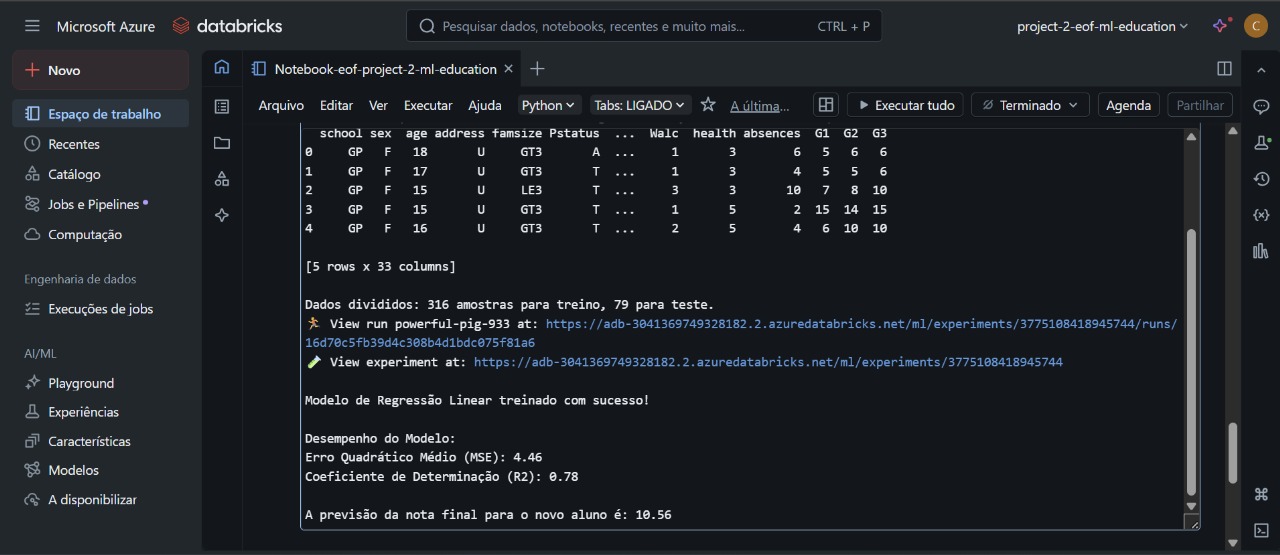 Microsoft Azure databricks
Pesquisar dados, notebooks, recentes e muito mais... CTRL + P
project-2-eof-ml-education
C
Novo
Espaço de trabalho
Recentes
Catálogo
Jobs e Pipelines
Computação
Engenharia de dados
Execuções de jobs
AI/ML
Playground
Experiências
Características
Modelos
A disponibilizar
Notebook-eof-project-2-ml-education
Arquivo Editar Ver Executar Ajuda Python Tabs: LIGADO A última... Executar tudo Terminado Agenda Partilhar
school sex age address famsize Pstatus ... Walc health absences G1 G2 G3
0 GP F 18 U GT3 A ... 1 3 6 5 6 6
1 GP F 17 U GT3 T ... 1 3 4 5 5 6
2 GP F 15 U LE3 T ... 3 3 10 7 8 10
3 GP F 15 U GT3 T ... 1 5 2 15 14 15
4 GP F 16 U GT3 T ... 2 5 4 6 10 10
[5 rows x 33 columns]
Dados divididos: 316 amostras para treino, 79 para teste.
🏃 View run powerful-pig-933 at: https://adb-3041369749328182.2.azuredatabricks.net/ml/experiments/3775108418945744/runs/
16d70c5fb39d4c308b4d1bdc075f81a6
🧪 View experiment at: https://adb-3041369749328182.2.azuredatabricks.net/ml/experiments/3775108418945744
Modelo de Regressão Linear treinado com sucesso!
Desempenho do Modelo:
Erro Quadrático Médio (MSE): 4.46
Coeficiente de Determinação (R2): 0.78
A previsão da nota final para o novo aluno é: 10.56